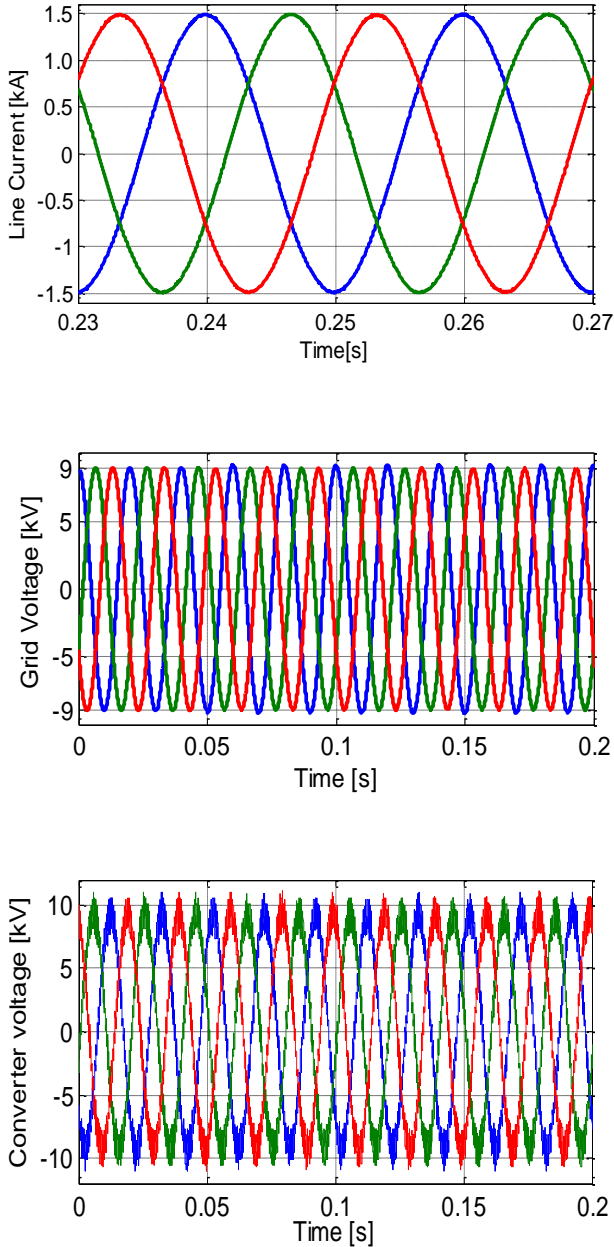 Line Current [kA]
1.5
1.0
0.5
0
-0.5
-1
-1.5
0.23 0.24 0.25 0.26 0.27
Time[s]
Grid Voltage [kV]
9
5
0
-5
-9
0 0.05 0.1 0.15 0.2
Time [s]
Converter voltage [kV]
10
5
0
-5
-10
0 0.05 0.1 0.15 0.2
Time [s]